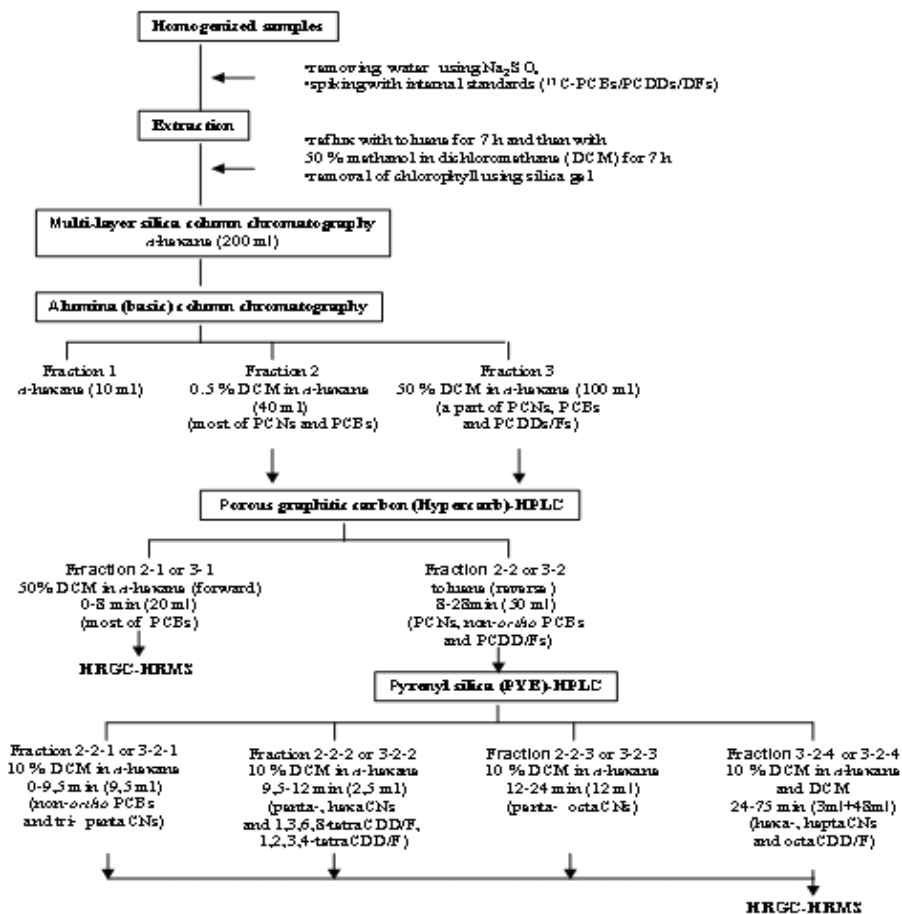 Homogenized samples
•removing water using Na2SO4
•spiking with internal standards (13C-PCBs/PCDDs/DFs)
Extraction
•reflux with toluene for 7 h and then with
50 % methanol in dichloromethane (DCM) for 7 h
•removal of chlorophyll using silica gel
Multi-layer silica column chromatography
n-hexane (200 ml)
Alumina (basic) column chromatography
Fraction 1
n-hexane (10 ml)
Fraction 2
0.5 % DCM in n-hexane
(40 ml)
(most of PCNs and PCBs)
Fraction 3
50 % DCM in n-hexane (100 ml)
(a part of PCNs, PCBs
and PCDDs/Fs)
Porous graphitic carbon (Hypercarb)-HPLC
Fraction 2-1 or 3-1
50% DCM in n-hexane (forward)
0-8 min (20 ml)
(most of PCBs)
HRGC-HRMS
Fraction 2-2 or 3-2
toluene (reverse)
8-28min (50 ml)
(PCNs, non-ortho PCBs
and PCDD/Fs)
Pyrenyl silica (PYE)-HPLC
Fraction 2-2-1 or 3-2-1
10 % DCM in n-hexane
0-9,5 min (9,5 ml)
(non-ortho PCBs
and tri- pentaCNs)
Fraction 2-2-2 or 3-2-2
10 % DCM in n-hexane
9,5-12 min (2,5 ml)
(penta-, hexaCNs
and 1,3,6,8-tetraCDD/F,
1,2,3,4-tetraCDD/F)
Fraction 2-2-3 or 3-2-3
10 % DCM in n-hexane
12-24 min (12 ml)
(penta- octaCNs)
Fraction 3-2-4 or 3-2-4
10 % DCM in n-hexane
and DCM
24-75 min (3ml+48ml)
(hexa-, heptaCNs
and octaCDD/F)
HRGC-HRMS